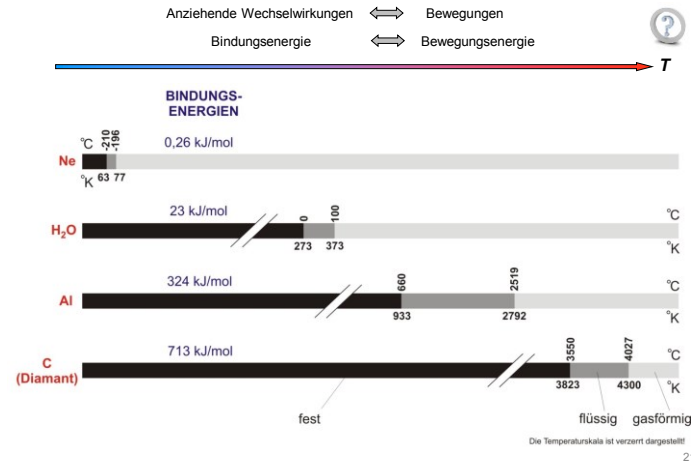 Anziehende Wechselwirkungen Bewegungen
Bindungsenergie Bewegungsenergie
T
BINDUNGS-
ENERGIEN
°C -210 -196 0,26 kJ/mol
Ne
°K 63 77
23 kJ/mol 0 100 °C
H₂O
273 373 °K
324 kJ/mol 660 2519 °C
Al
933 2792 °K
713 kJ/mol 3550 4027 °C
C
(Diamant)
3823 4300 °K
fest flüssig gasförmig
Die Temperaturskala ist verzerrt dargestellt!
2